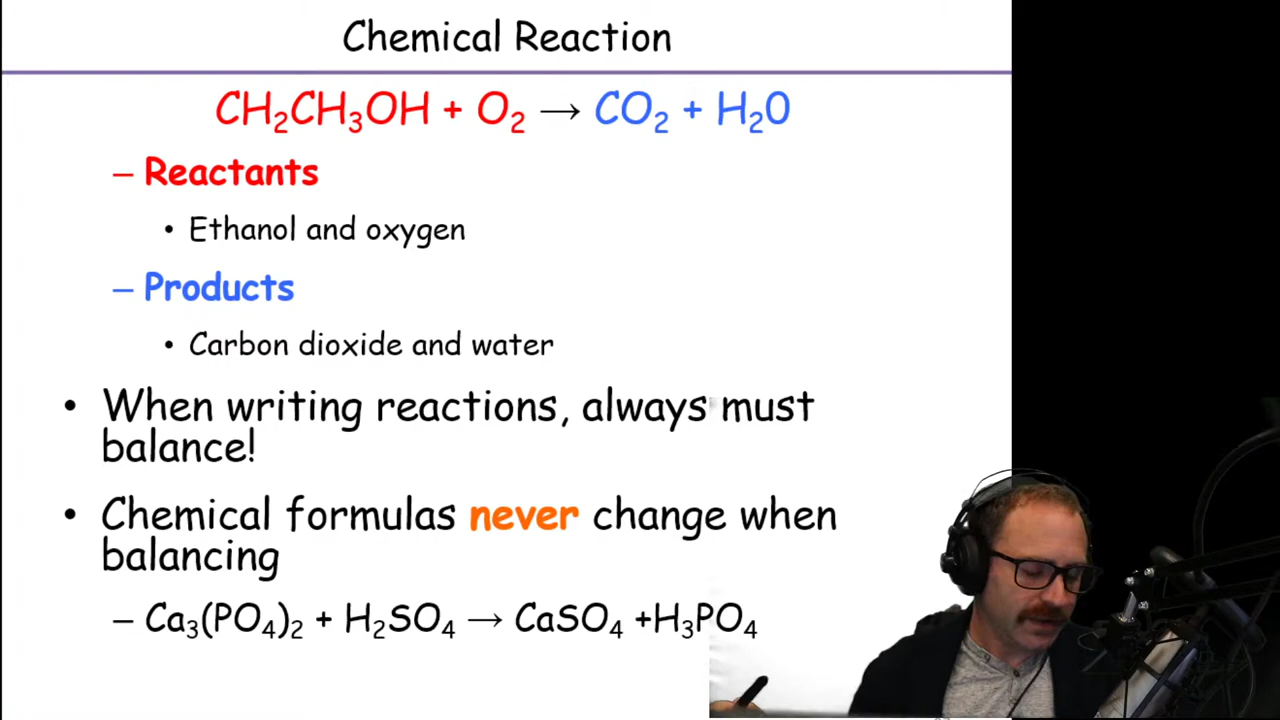 Chemical Reaction
CH₂CH₃OH + O₂ → CO₂ + H₂0
– Reactants
• Ethanol and oxygen
– Products
• Carbon dioxide and water
• When writing reactions, always must
balance!
• Chemical formulas never change when
balancing
– Ca₃(PO₄)₂ + H₂SO₄ → CaSO₄ +H₃PO₄